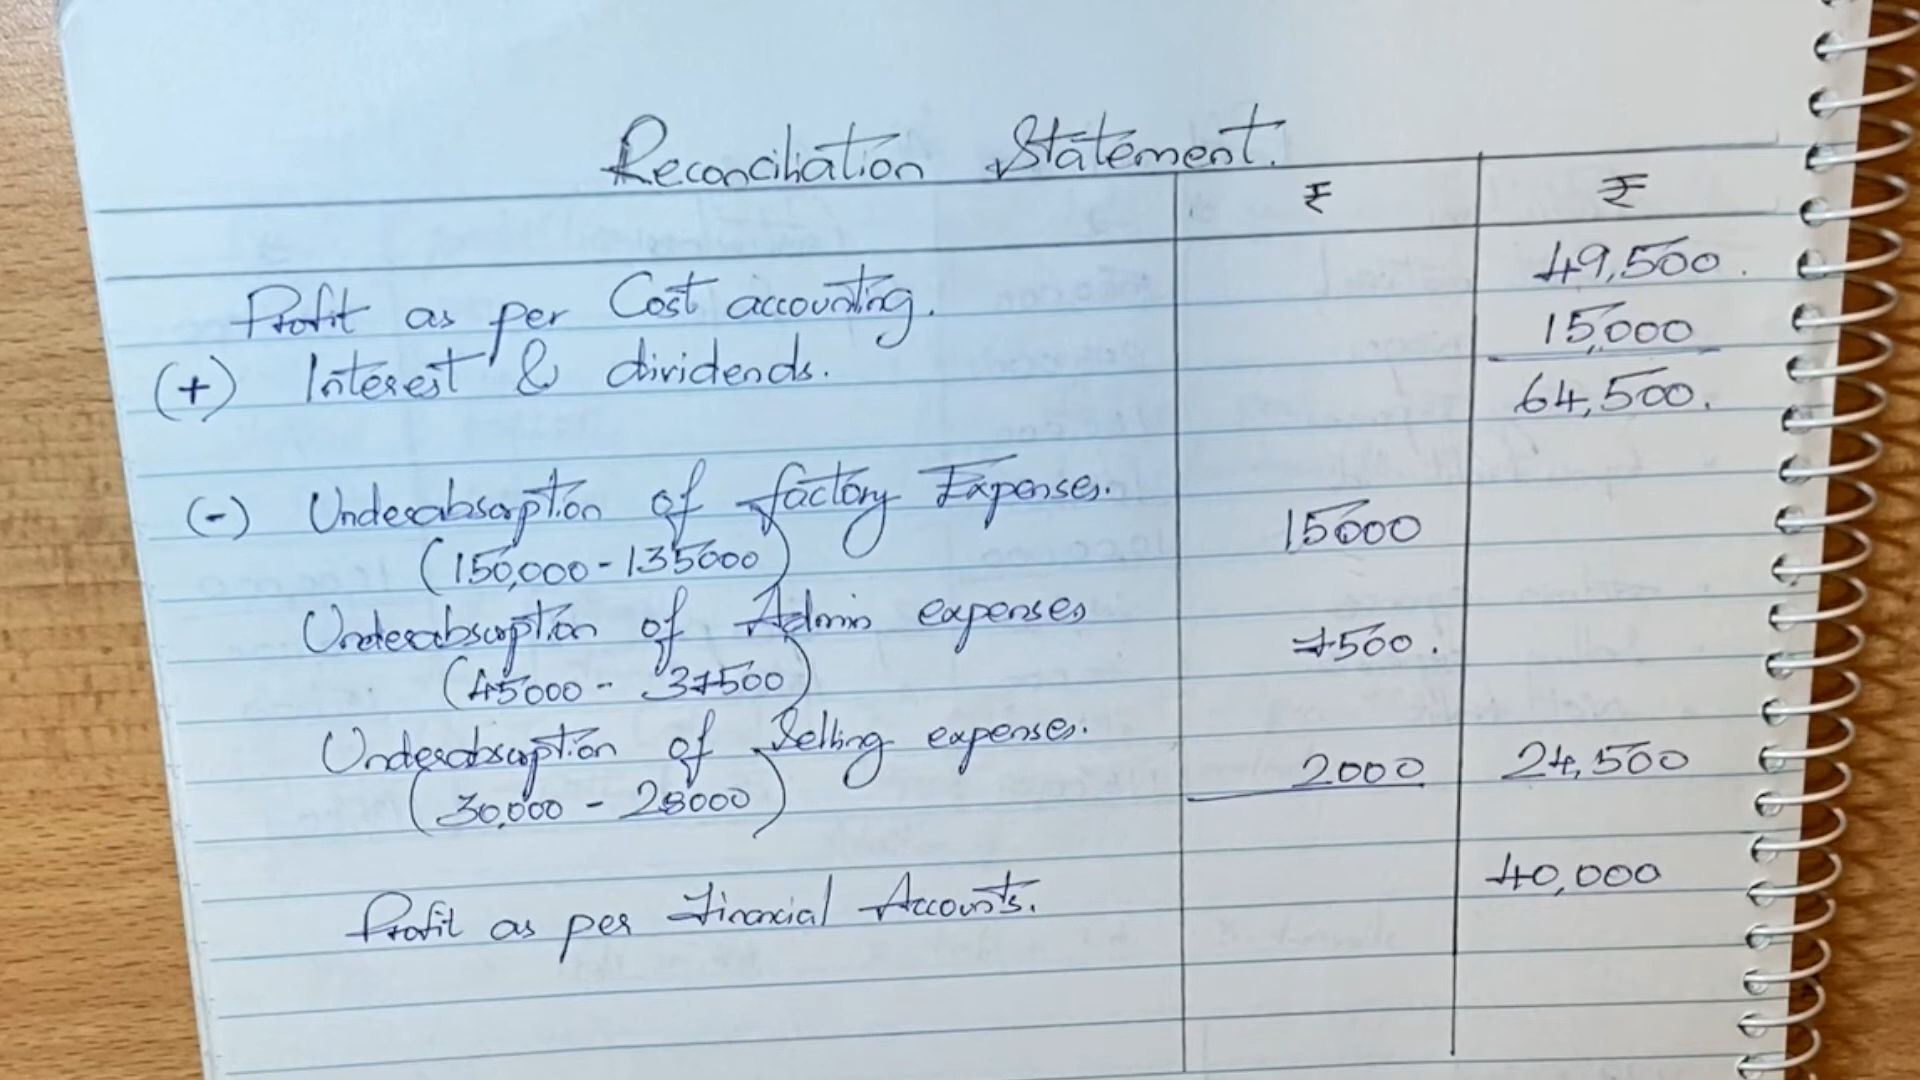 Reconciliation Statement.
₹ ₹
Profit as per Cost accounting. 49,500.
(+) Interest & dividends. 15,000
64,500.
(-) Underabsorption of factory Expenses.
(150,000 - 135000) 15000
Underabsorption of Admin expenses
(45000 - 37500) 7500.
Underabsorption of Selling expenses.
(30,000 - 28000) 2000 24,500
Profit as per Financial Accounts. 40,000